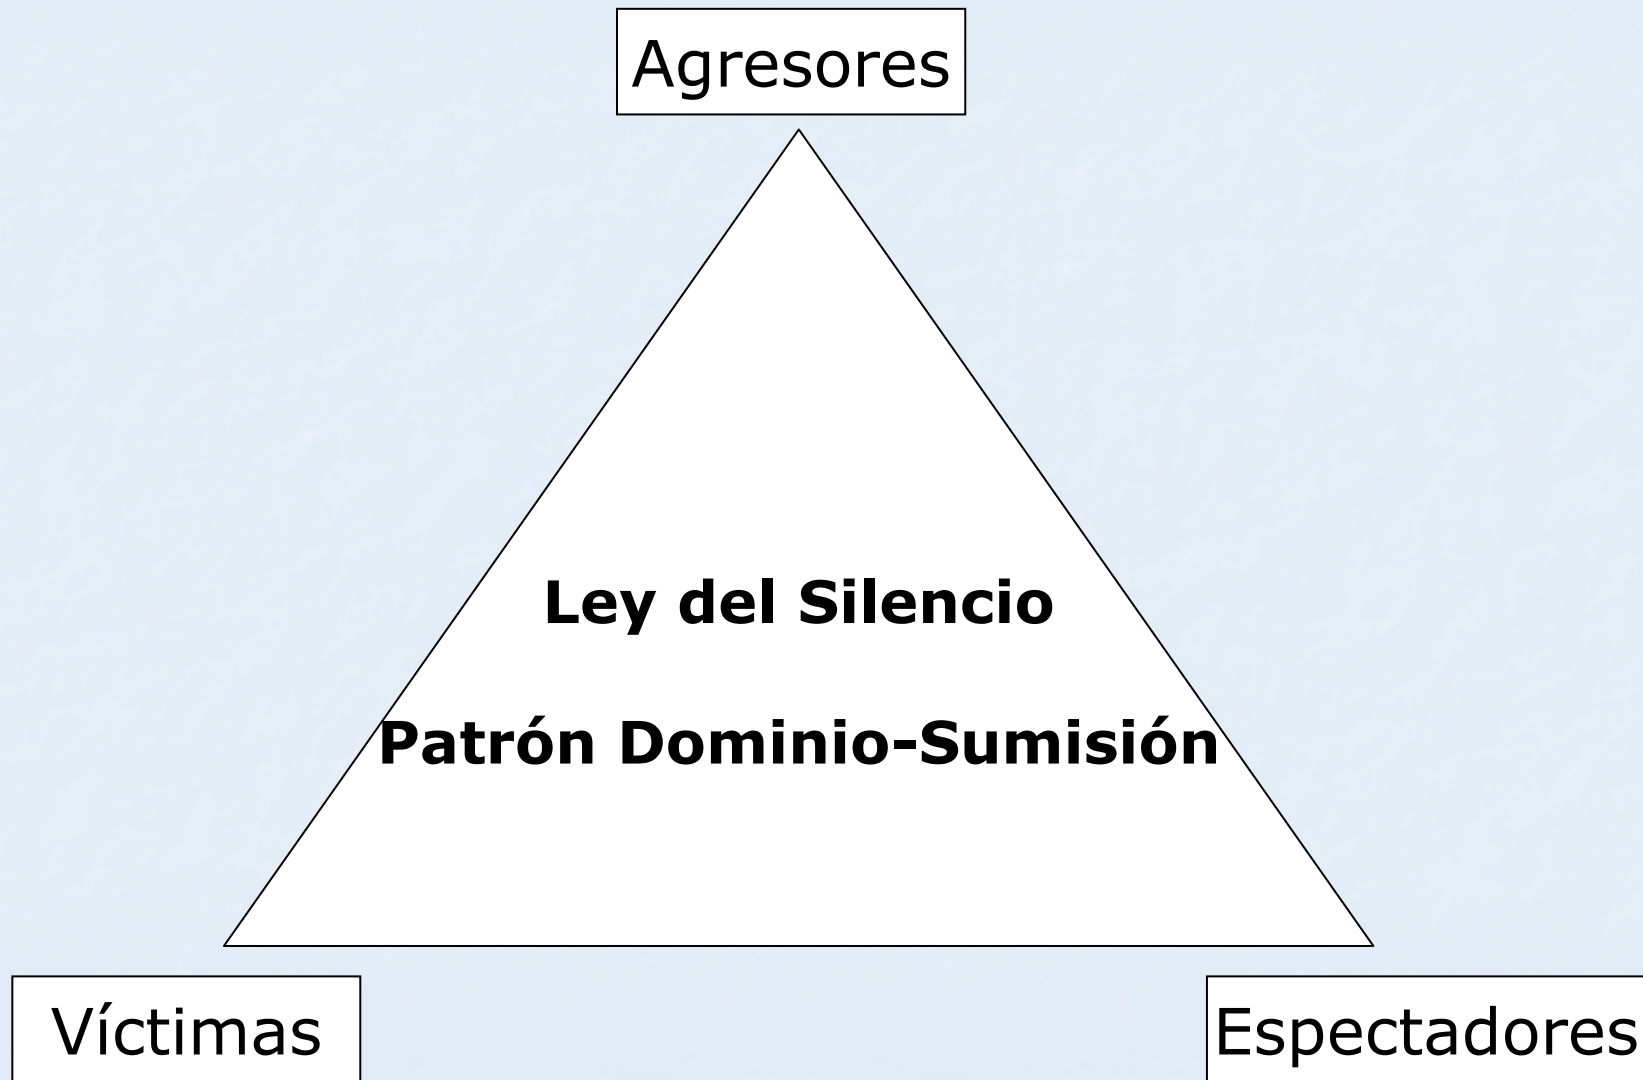 Agresores
Ley del Silencio
Patrón Dominio-Sumisión
Víctimas
Espectadores